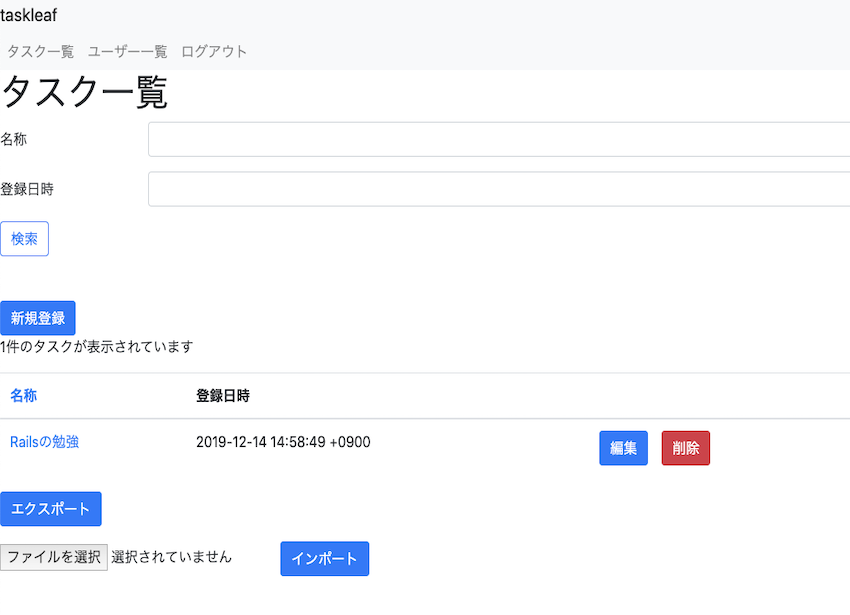 taskleaf
タスク一覧 ユーザー一覧 ログアウト
タスク一覧
名称
登録日時
検索
新規登録
1件のタスクが表示されています
名称 登録日時
Railsの勉強 2019-12-14 14:58:49 +0900 編集 削除
エクスポート
ファイルを選択 選択されていません インポート